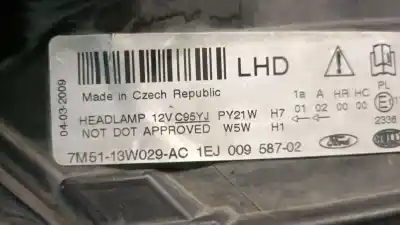 LHD
04-03-2009
Made in Czech Republic
PL
1a A HR HC
HEADLAMP 12V C95YJ PY21W H7 01 02 00 00 E
NOT DOT APPROVED W5W H1
2336
7M51-13W029-AC 1EJ 009 587-02
Ford